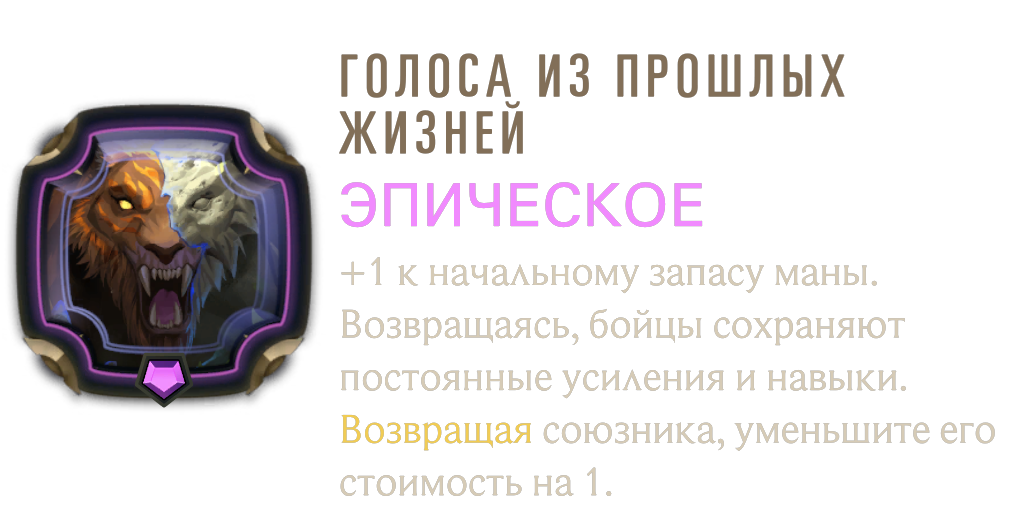 ГОЛОСА ИЗ ПРОШЛЫХ
ЖИЗНЕЙ
ЭПИЧЕСКОЕ
+1 к начальному запасу маны.
Возвращаясь, бойцы сохраняют
постоянные усиления и навыки.
Возвращая союзника, уменьшите его
стоимость на 1.